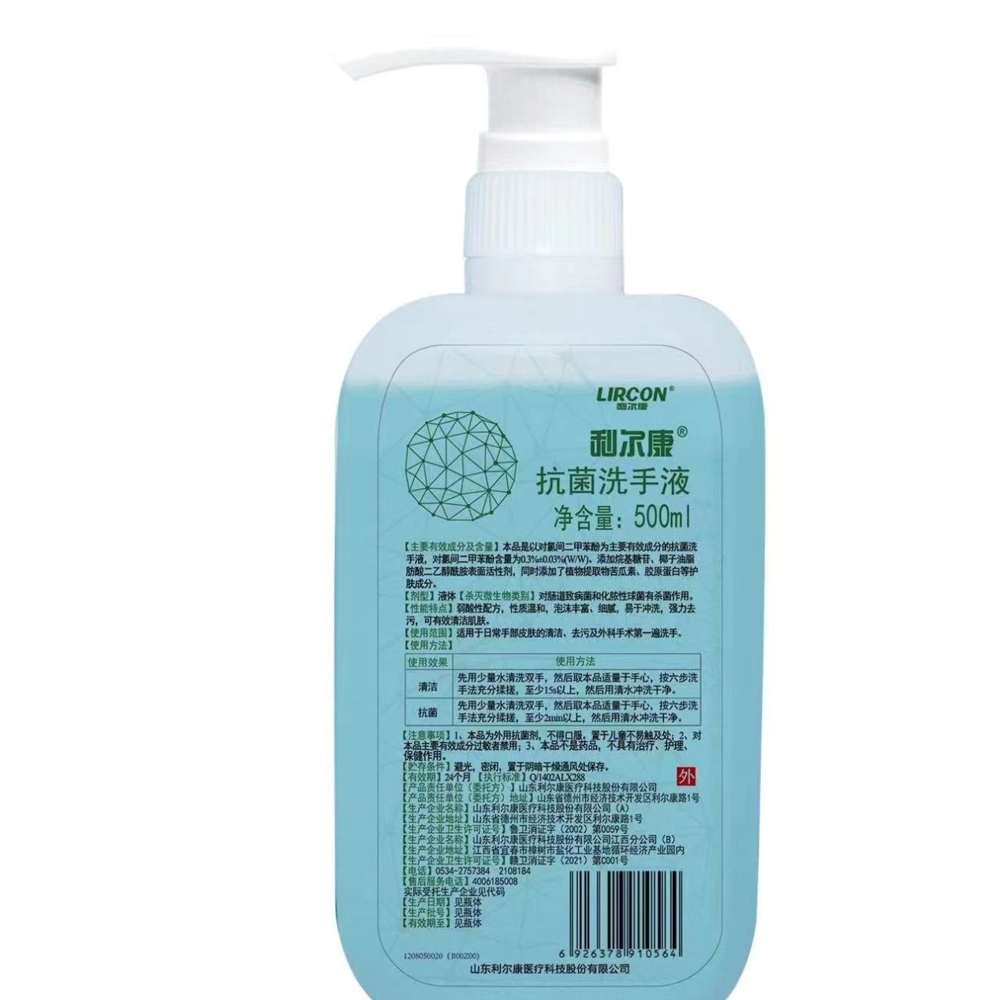 LIRCON®
利尔康
利尔康®
抗菌洗手液
净含量：500ml
【主要有效成分及含量】本品是以对氯间二甲苯酚为主要有效成分的抗菌洗
手液，对氯间二甲苯酚含量为0.3%±0.03%(W/W)。添加烷基糖苷、椰子油脂
肪酸二乙醇酰胺表面活性剂，同时添加了植物提取物苦瓜素、胶原蛋白等护
肤成分。
【剂型】液体【杀灭微生物类别】对肠道致病菌和化脓性球菌有杀菌作用。
【性能特点】弱酸性配方，性质温和，泡沫丰富、细腻，易于冲洗，强力去
污，可有效清洁肌肤。
【使用范围】适用于日常手部皮肤的清洁、去污及外科手术第一遍洗手。
【使用方法】
使用效果 使用方法
清洁 先用少量水清洗双手，然后取本品适量于手心，按六步洗
手法充分揉搓，至少15s以上，然后用清水冲洗干净。
抗菌 先用少量水清洗双手，然后取本品适量于手心，按六步洗
手法充分揉搓，至少2min以上，然后用清水冲洗干净。
【注意事项】1、本品为外用抗菌剂，不得口服。置于儿童不易触及处；2、对
本品主要有效成分过敏者禁用；3、本品不是药品，不具有治疗、护理、
保健作用。
【贮存条件】避光，密闭，置于阴暗干燥通风处保存。
【有效期】24个月【执行标准】Q/1402ALX288
外
【产品责任单位（委托方）】山东利尔康医疗科技股份有限公司
【产品责任单位（委托方）地址】山东省德州市经济技术开发区利尔康路1号
【生产企业名称】山东利尔康医疗科技股份有限公司（A）
【生产企业地址】山东省德州市经济技术开发区利尔康路1号
【生产企业卫生许可证号】鲁卫消证字（2002）第0059号
【生产企业名称】山东利尔康医疗科技股份有限公司江西分公司（B）
【生产企业地址】江西省宜春市樟树市盐化工业基地循环经济产业园内
【生产企业卫生许可证号】赣卫消证字（2021）第C001号
【电话】0534-2757384 2108184
【售后服务电话】4006185008
实际受托生产企业见代码
【生产日期】见瓶体
【生产批号】见瓶体
【有效期至】见瓶体
6 926378 910564
1208050020（B00Z00）
山东利尔康医疗科技股份有限公司